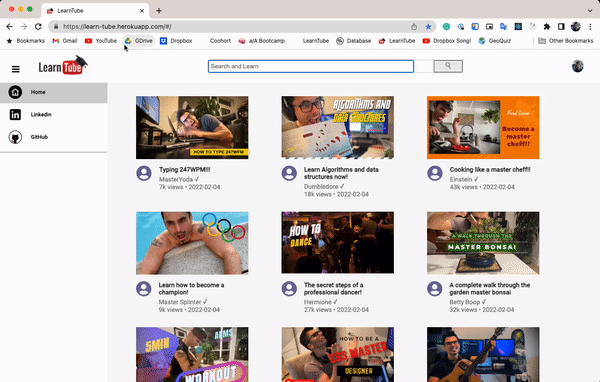 LearnTube
https://learn-tube.herokuapp.com/#/
Bookmarks Gmail YouTube GDrive Dropbox Coohort a/A Bootcamp LearnTube Database LearnTube Dropbox Song! GeoQuiz Other Bookmarks
Learn Tube
Search and Learn
Home
Linkedin
GitHub
HOW TO TYPE 247WPM
Typing 247WPM!!!
MasterYoda ✓
7k views • 2022-02-04
ALGORITHMS AND
DATA STRUCTURES
Learn Algorithms and data
structures now!
Dumbledore ✓
18k views • 2022-02-04
Become a
master
cheff!
Cooking like a master cheff!!
Einstein ✓
43k views • 2022-02-04
Learn how to become a
champion!
Master Splinter ✓
9k views • 2022-02-04
HOW TO
DANCE
The secret steps of a
professional dancer!
Hermione ✓
27k views • 2022-02-04
A WALK THROUGH THE
MASTER BONSAI
A complete walk through the
garden master bonsai
Betty Boop ✓
32k views • 2022-02-04
5MIN
ARMS
WORKOUT
HOW TO BE A
CSS MASTER
DESIGNER